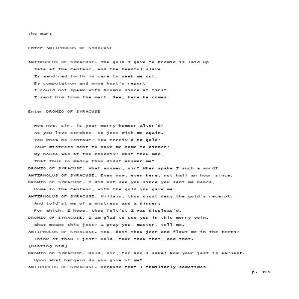 The mart
Enter ANTIPHOLUS OF SYRACUSE
ANTIPHOLUS OF SYRACUSE. The gold I gave to Dromio is laid up
Safe at the Centaur, and the heedful slave
Is wand'red forth in care to seek me out.
By computation and mine host's report
I could not speak with Dromio since at first
I sent him from the mart. See, here he comes.
Enter DROMIO OF SYRACUSE
How now, sir, is your merry humour alter'd?
As you love strokes, so jest with me again.
You know no Centaur! You receiv'd no gold!
Your mistress sent to have me home to dinner!
My house was at the Phoenix! Wast thou mad,
That thus so madly thou didst answer me?
DROMIO OF SYRACUSE. What answer, sir? When spake I such a word?
ANTIPHOLUS OF SYRACUSE. Even now, even here, not half an hour since.
DROMIO OF SYRACUSE. I did not see you since you sent me hence,
Home to the Centaur, with the gold you gave me.
ANTIPHOLUS OF SYRACUSE. Villain, thou didst deny the gold's receipt,
And told'st me of a mistress and a dinner;
For which, I hope, thou felt'st I was displeas'd.
DROMIO OF SYRACUSE. I am glad to see you in this merry vein.
What means this jest? I pray you, master, tell me.
ANTIPHOLUS OF SYRACUSE. Yea, dost thou jeer and flout me in the teeth?
Think'st thou I jest? Hold, take thou that, and that.
[Beating him]
DROMIO OF SYRACUSE. Hold, sir, for God's sake! Now your jest is earnest.
Upon what bargain do you give it me?
ANTIPHOLUS OF SYRACUSE. Because that I familiarly sometimes